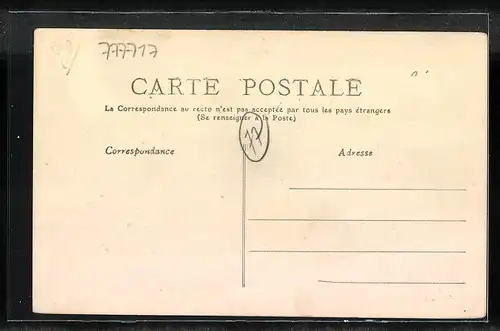 777717
CARTE POSTALE
La Correspondance au recto n'est pas acceptée par tous les pays étrangers
(Se renseigner à la Poste)
77
Correspondance
Adresse